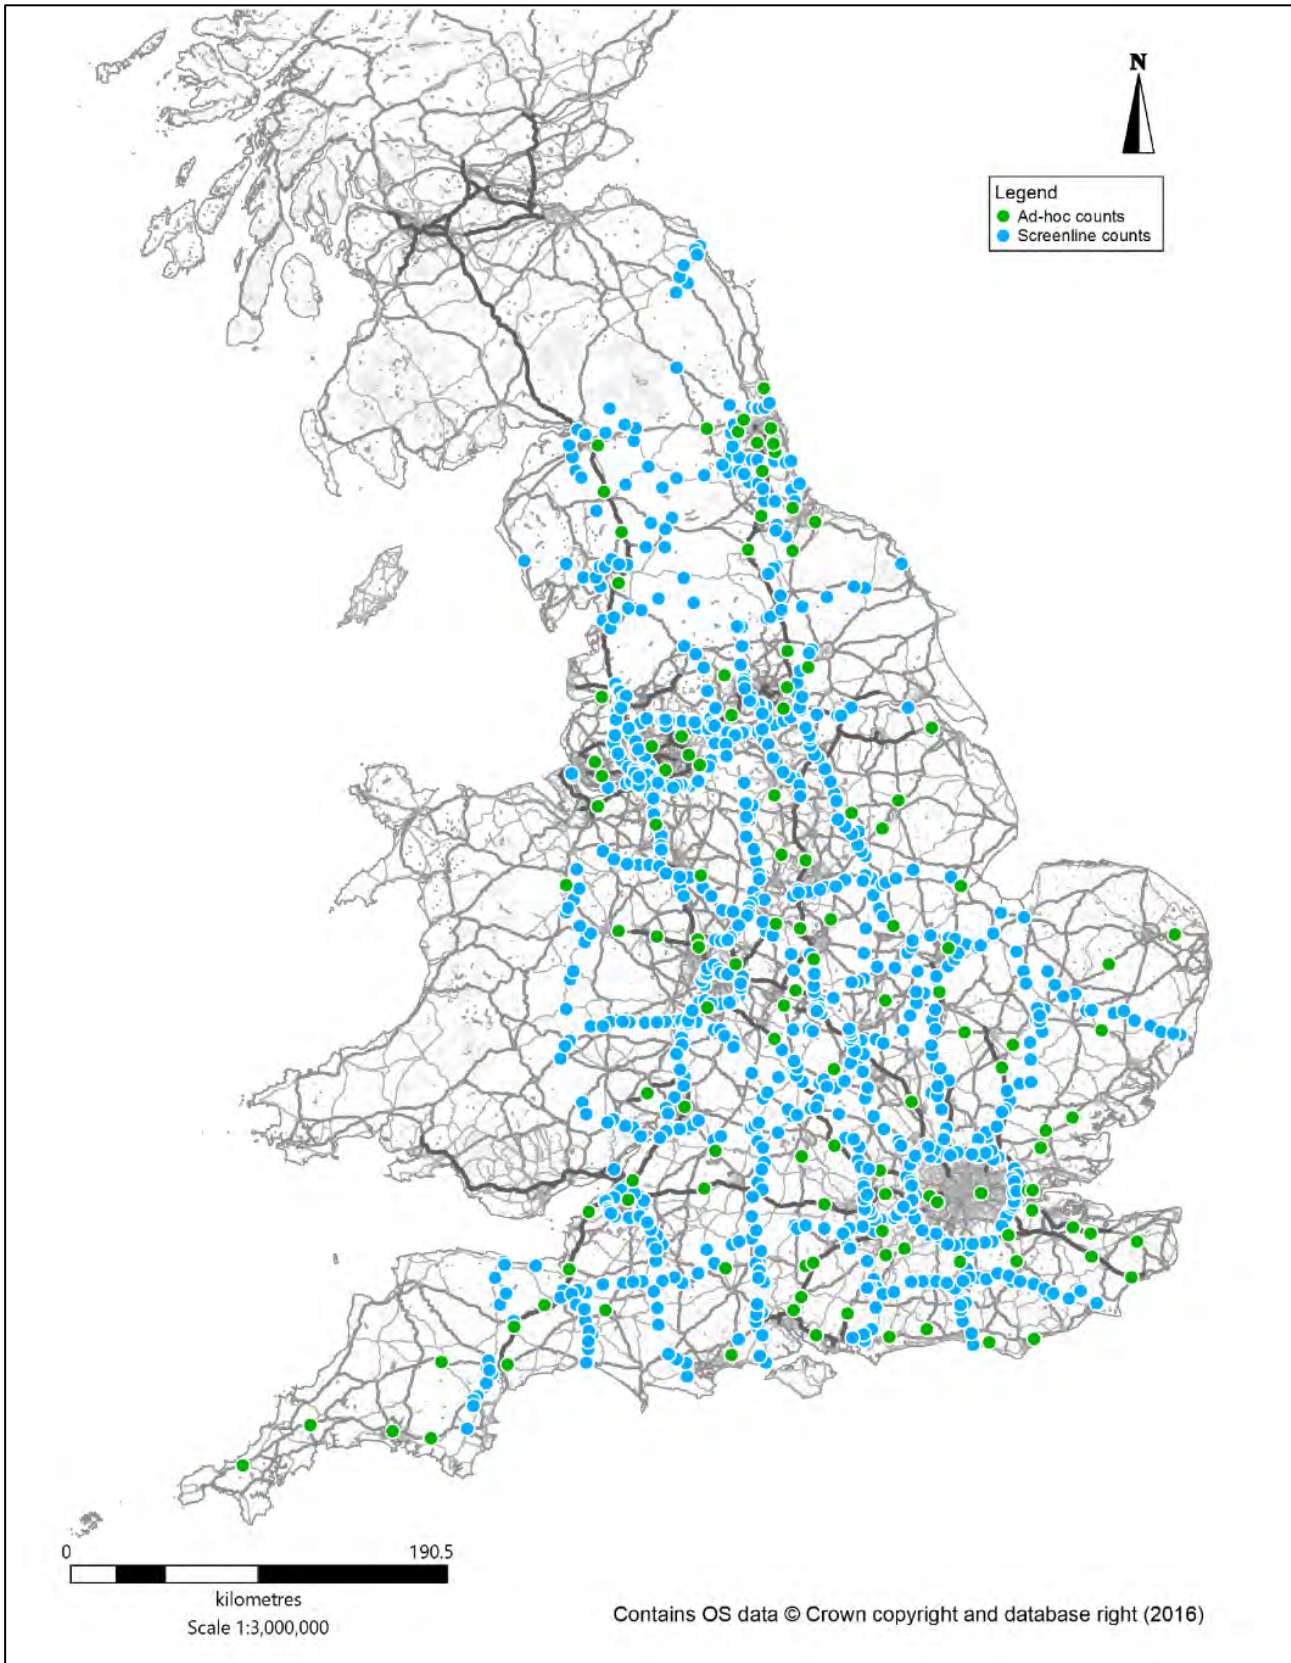 N
Legend
Ad-hoc counts
Screenline counts
0 190.5
kilometres
Scale 1:3,000,000
Contains OS data © Crown copyright and database right (2016)